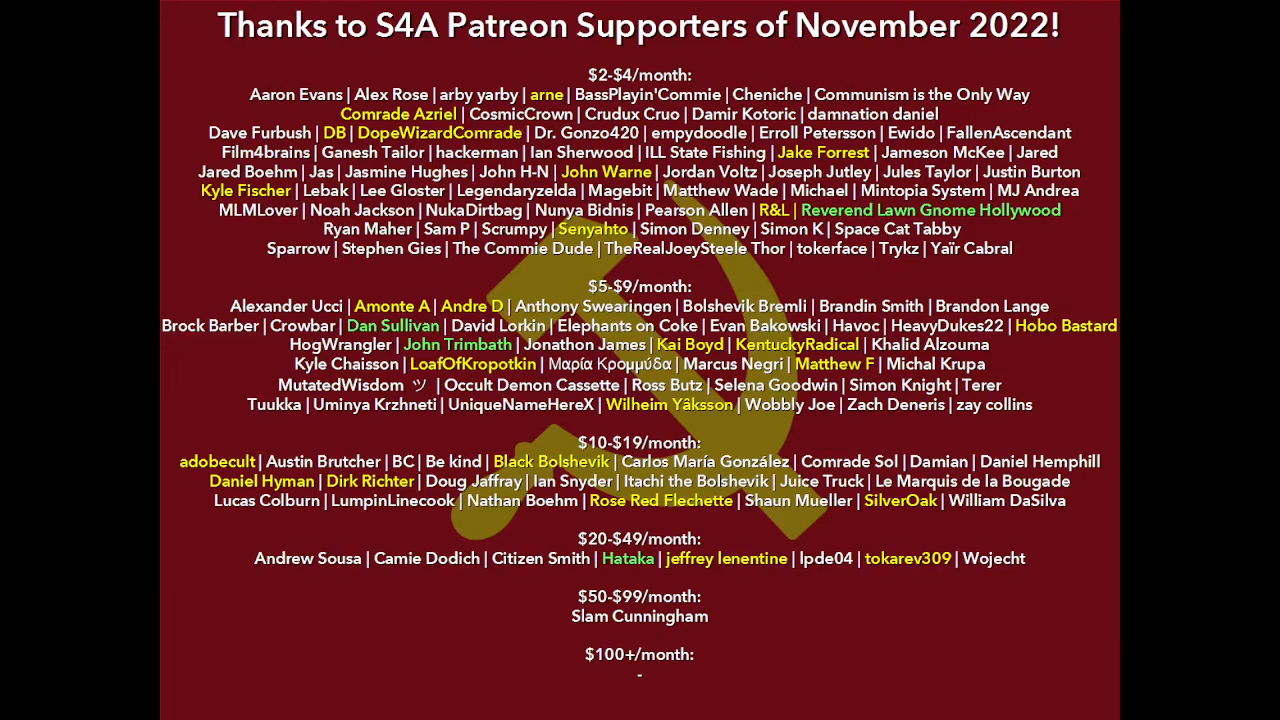 Thanks to S4A Patreon Supporters of November 2022!
$2-$4/month:
Aaron Evans | Alex Rose | arby yarby | arne | BassPlayin'Commie | Cheniche | Communism is the Only Way
Comrade Azriel | CosmicCrown | Crudux Cruo | Damir Kotoric | damnation daniel
Dave Furbush | DB | DopeWizardComrade | Dr. Gonzo420 | empydoodle | Erroll Petersson | Ewido | FallenAscendant
Film4brains | Ganesh Tailor | hackerman | Ian Sherwood | ILL State Fishing | Jake Forrest | Jameson McKee | Jared
Jared Boehm | Jas | Jasmine Hughes | John H-N | John Warne | Jordan Voltz | Joseph Jutley | Jules Taylor | Justin Burton
Kyle Fischer | Lebak | Lee Gloster | Legendaryzelda | Magebit | Matthew Wade | Michael | Mintopia System | MJ Andrea
MLMLover | Noah Jackson | NukaDirtbag | Nunya Bidnis | Pearson Allen | R&L | Reverend Lawn Gnome Hollywood
Ryan Maher | Sam P | Scrumpy | Senyahto | Simon Denney | Simon K | Space Cat Tabby
Sparrow | Stephen Gies | The Commie Dude | TheRealJoeySteele Thor | tokerface | Trykz | Yaïr Cabral
$5-$9/month:
Alexander Ucci | Amonte A | Andre D | Anthony Swearingen | Bolshevik Bremli | Brandin Smith | Brandon Lange
Brock Barber | Crowbar | Dan Sullivan | David Lorkin | Elephants on Coke | Evan Bakowski | Havoc | HeavyDukes22 | Hobo Bastard
HogWrangler | John Trimbath | Jonathon James | Kai Boyd | KentuckyRadical | Khalid Alzouma
Kyle Chaisson | LoafOfKropotkin | Μαρία Κρομμύδα | Marcus Negri | Matthew F | Michal Krupa
MutatedWisdom ツ | Occult Demon Cassette | Ross Butz | Selena Goodwin | Simon Knight | Terer
Tuukka | Uminya Krzhneti | UniqueNameHereX | Wilheim Yâksson | Wobbly Joe | Zach Deneris | zay collins
$10-$19/month:
adobecult | Austin Brutcher | BC | Be kind | Black Bolshevik | Carlos María González | Comrade Sol | Damian | Daniel Hemphill
Daniel Hyman | Dirk Richter | Doug Jaffray | Ian Snyder | Itachi the Bolshevik | Juice Truck | Le Marquis de la Bougade
Lucas Colburn | LumpinLinecook | Nathan Boehm | Rose Red Flechette | Shaun Mueller | SilverOak | William DaSilva
$20-$49/month:
Andrew Sousa | Camie Dodich | Citizen Smith | Hataka | jeffrey lenentine | lpde04 | tokarev309 | Wojecht
$50-$99/month:
Slam Cunningham
$100+/month:
-